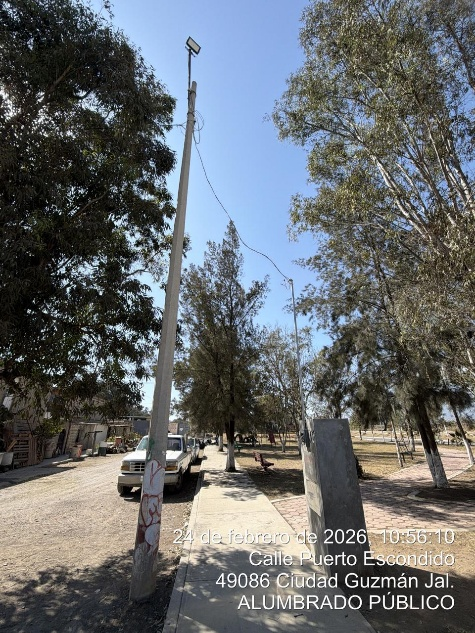 24 de febrero de 2026, 10:56:10
Calle Puerto Escondido
49086 Ciudad Guzmán Jal.
ALUMBRADO PÚBLICO